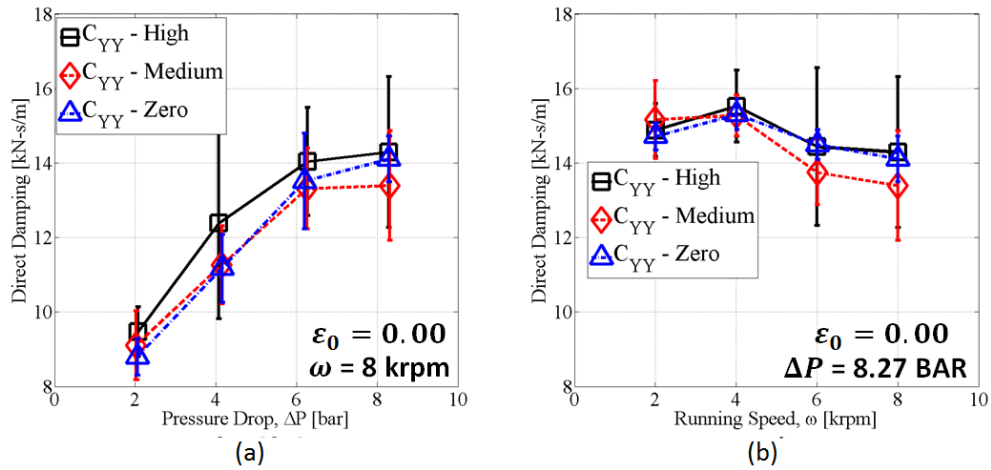 18
16
14
12
10
8
0
2
4
6
8
10
Direct Damping [kN-s/m]
Pressure Drop, ΔP [bar]
C_YY - High
C_YY - Medium
C_YY - Zero
ε₀ = 0.00
ω = 8 krpm
(a)
18
16
14
12
10
8
0
2
4
6
8
10
Direct Damping [kN-s/m]
Running Speed, ω [krpm]
C_YY - High
C_YY - Medium
C_YY - Zero
ε₀ = 0.00
ΔP = 8.27 BAR
(b)